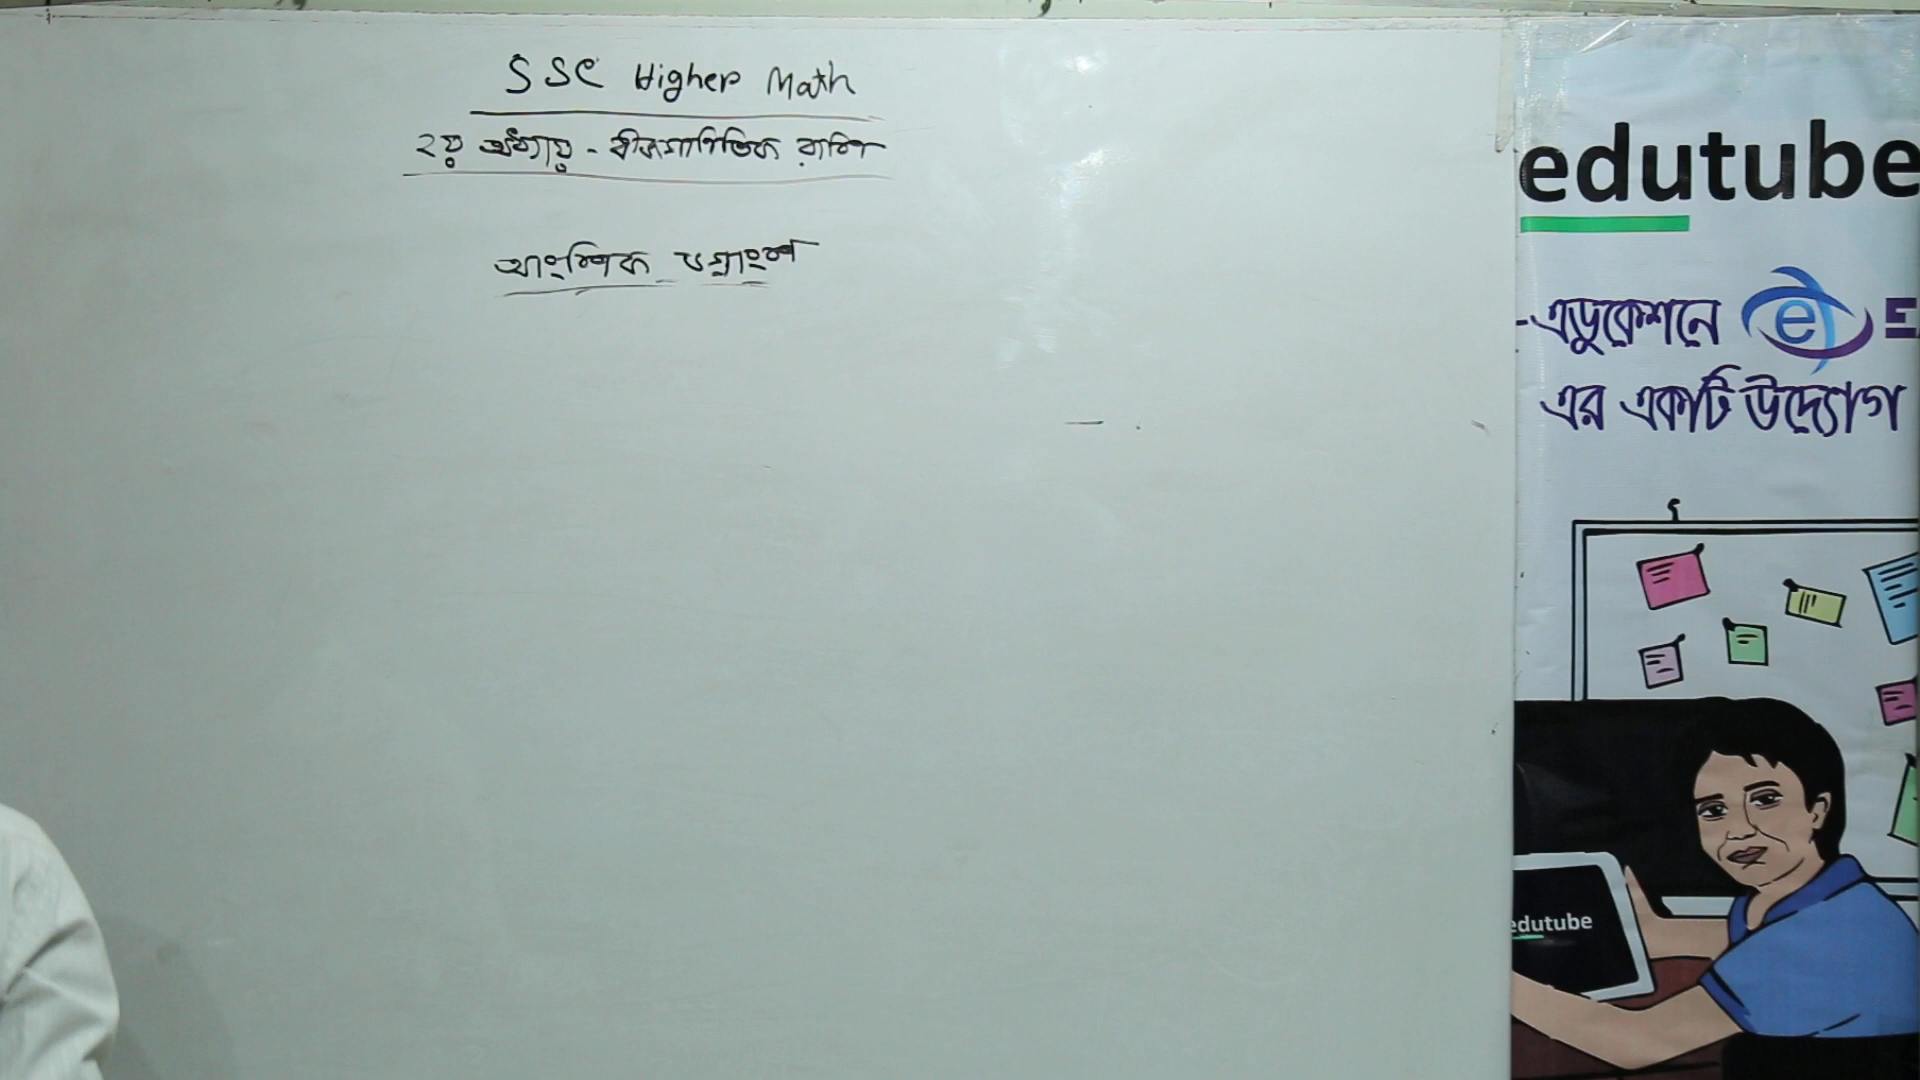 SSC Higher Math
২য় অধ্যায় - বীজগাণিতিক রাশি
আংশিক ভগ্নাংশ
edutube
-এডুকেশনে e E
এর একটি উদ্যোগ
edutube